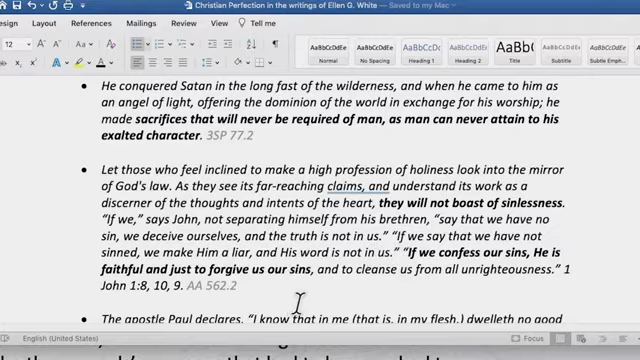 Christian Perfection in the writings of Ellen G. White — Saved to my Mac
esign Layout References Mailings Review View Tell me
12
AaBbCcDdEe AaBbCcDdEe AaBbCcDc AaBbCcDdEe AaBbC AaBbCcDdEe AaBbCcDdEe
Normal No Spacing Heading 1 Heading 2 Title Subtitle Subtle Emph...
• He conquered Satan in the long fast of the wilderness, and when he came to him as
an angel of light, offering the dominion of the world in exchange for his worship; he
made sacrifices that will never be required of man, as man can never attain to his
exalted character. 3SP 77.2
• Let those who feel inclined to make a high profession of holiness look into the mirror
of God's law. As they see its far-reaching claims, and understand its work as a
discerner of the thoughts and intents of the heart, they will not boast of sinlessness.
"If we," says John, not separating himself from his brethren, "say that we have no
sin, we deceive ourselves, and the truth is not in us." "If we say that we have not
sinned, we make Him a liar, and His word is not in us." "If we confess our sins, He is
faithful and just to forgive us our sins, and to cleanse us from all unrighteousness." 1
John 1:8, 10, 9. AA 562.2
• The apostle Paul declares, "I know that in me (that is, in my flesh,) dwelleth no good
English (United States) Focus